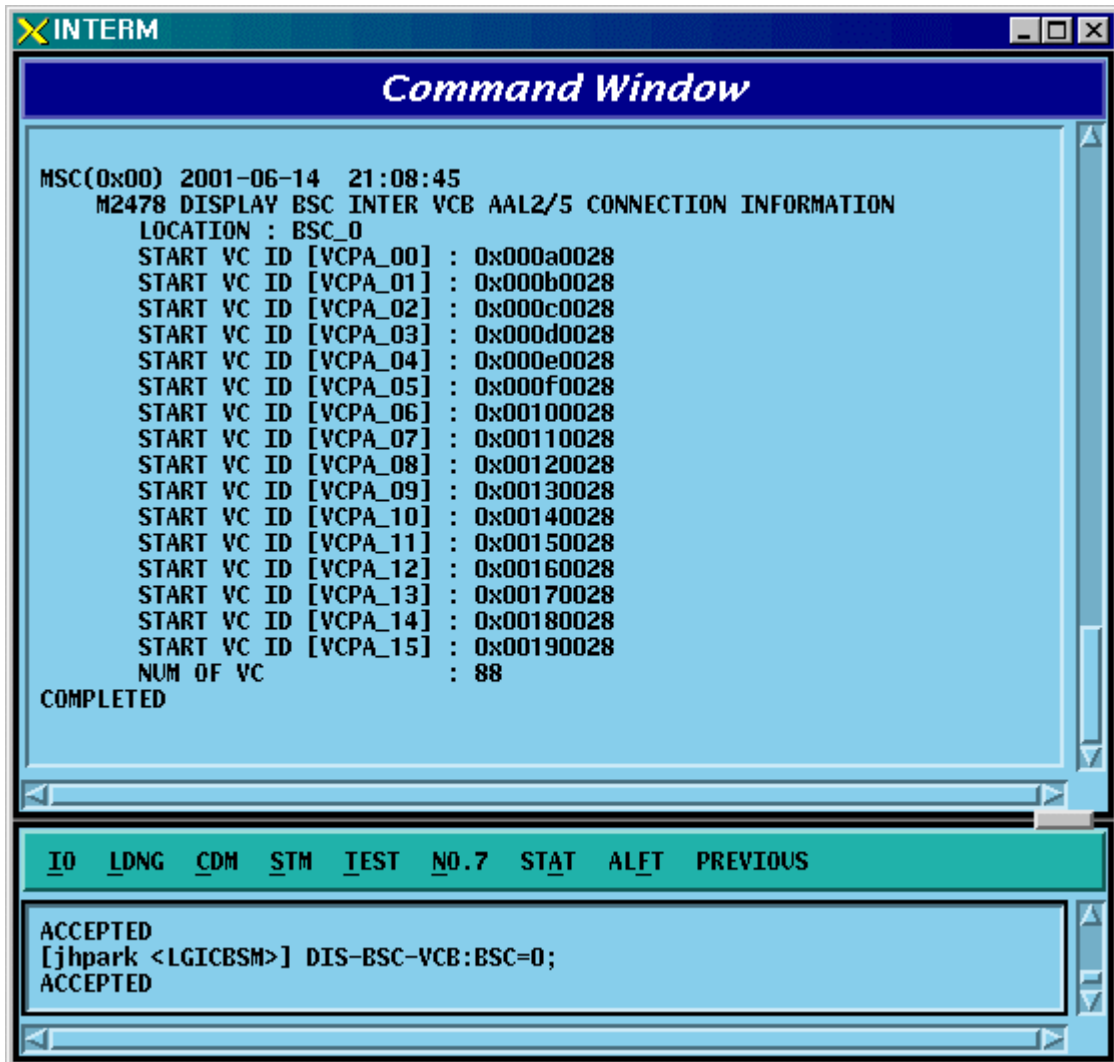 INTERM
Command Window
MSC(0x00) 2001-06-14 21:08:45
M2478 DISPLAY BSC INTER VCB AAL2/5 CONNECTION INFORMATION
LOCATION : BSC_0
START VC ID [VCPA_00] : 0x000a0028
START VC ID [VCPA_01] : 0x000b0028
START VC ID [VCPA_02] : 0x000c0028
START VC ID [VCPA_03] : 0x000d0028
START VC ID [VCPA_04] : 0x000e0028
START VC ID [VCPA_05] : 0x000f0028
START VC ID [VCPA_06] : 0x00100028
START VC ID [VCPA_07] : 0x00110028
START VC ID [VCPA_08] : 0x00120028
START VC ID [VCPA_09] : 0x00130028
START VC ID [VCPA_10] : 0x00140028
START VC ID [VCPA_11] : 0x00150028
START VC ID [VCPA_12] : 0x00160028
START VC ID [VCPA_13] : 0x00170028
START VC ID [VCPA_14] : 0x00180028
START VC ID [VCPA_15] : 0x00190028
NUM OF VC : 88
COMPLETED
IO LDNG CDM STM TEST NO.7 STAT ALFT PREVIOUS
ACCEPTED
[jhpark <LGICBSM>] DIS-BSC-VCB:BSC=0;
ACCEPTED